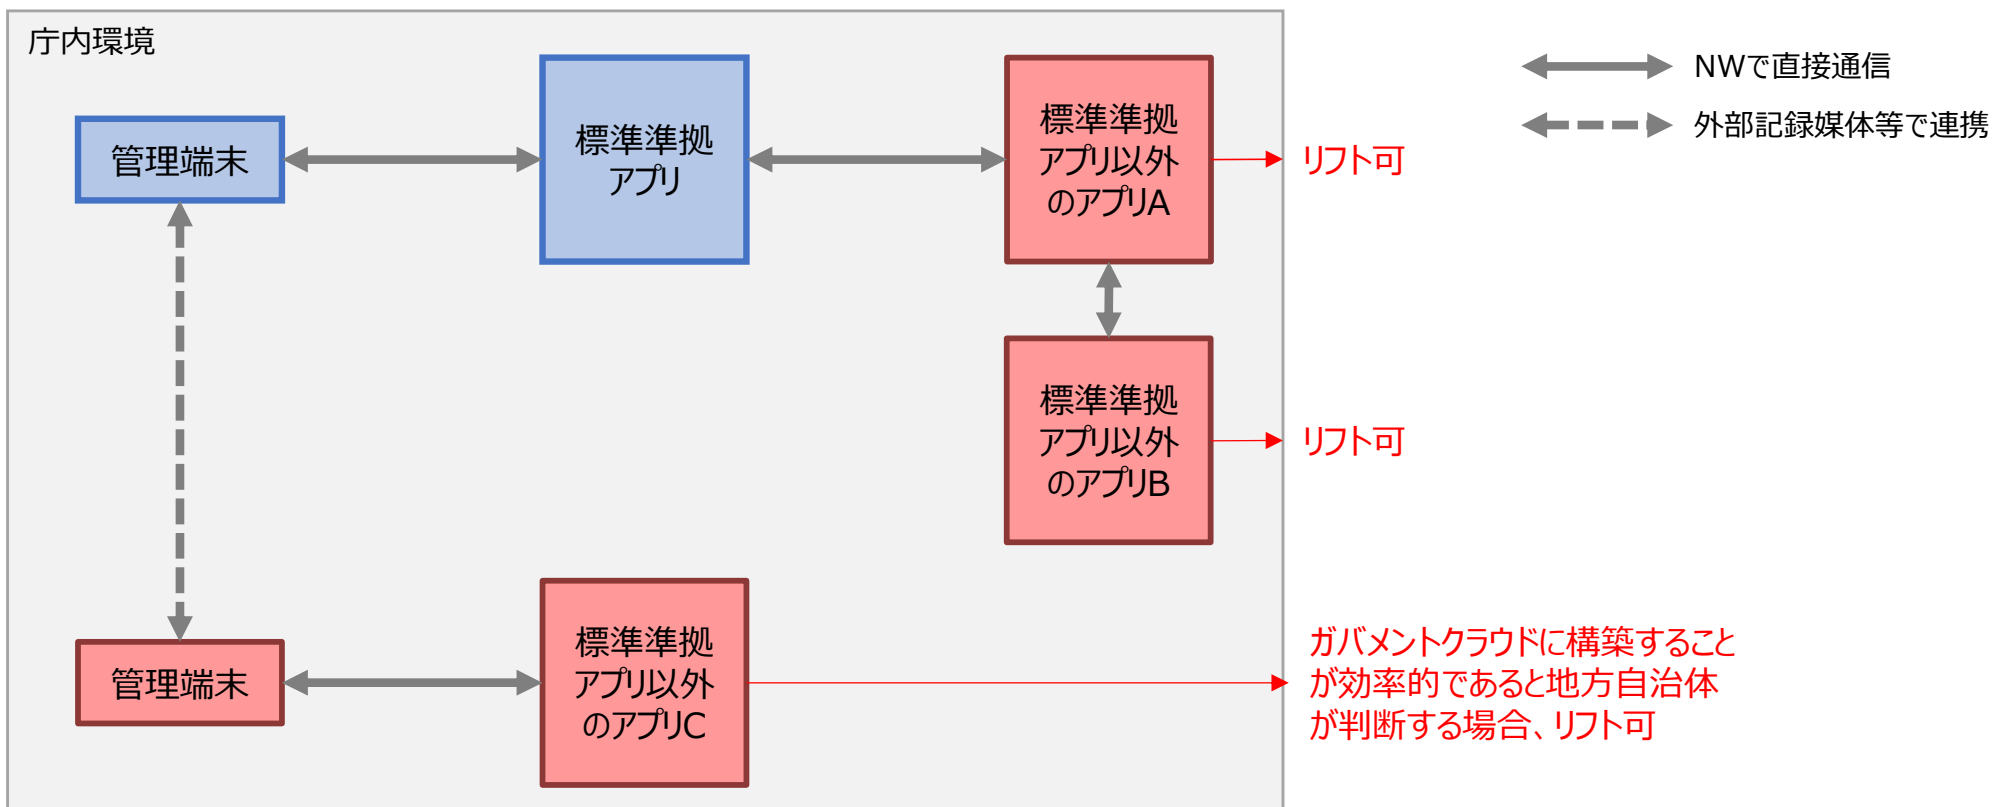 庁内環境
管理端末
標準準拠
アプリ
標準準拠
アプリ以外
のアプリA
リフト可
NWで直接通信
外部記録媒体等で連携
標準準拠
アプリ以外
のアプリB
リフト可
管理端末
標準準拠
アプリ以外
のアプリC
ガバメントクラウドに構築すること
が効率的であると地方自治体
が判断する場合、リフト可